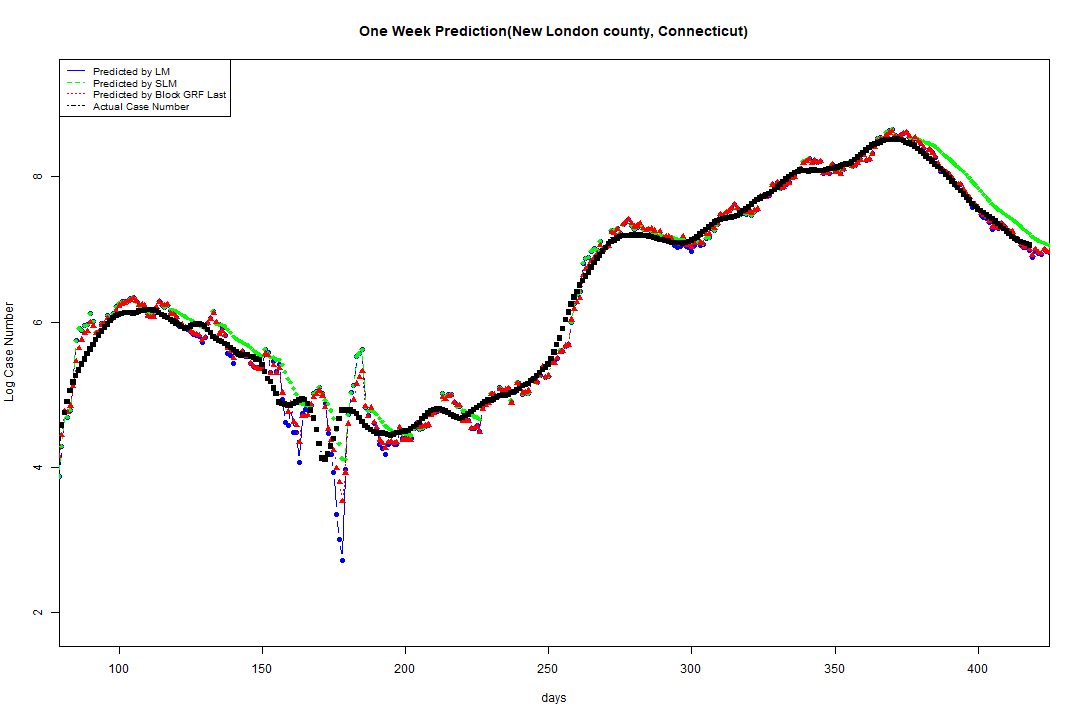 One Week Prediction(New London county, Connecticut)
Predicted by LM
Predicted by SLM
Predicted by Block GRF Last
Actual Case Number
Log Case Number
8
6
4
2
100 150 200 250 300 350 400
days